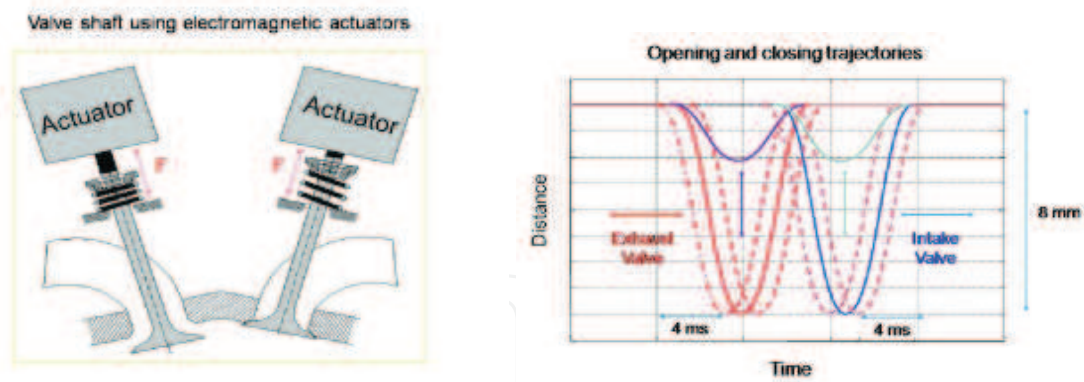 Valve shaft using electromagnetic actuators
Actuator
Actuator
F
F
Opening and closing trajectories
Distance
Exhaust
Valve
Intake
Valve
8 mm
4 ms
4 ms
Time